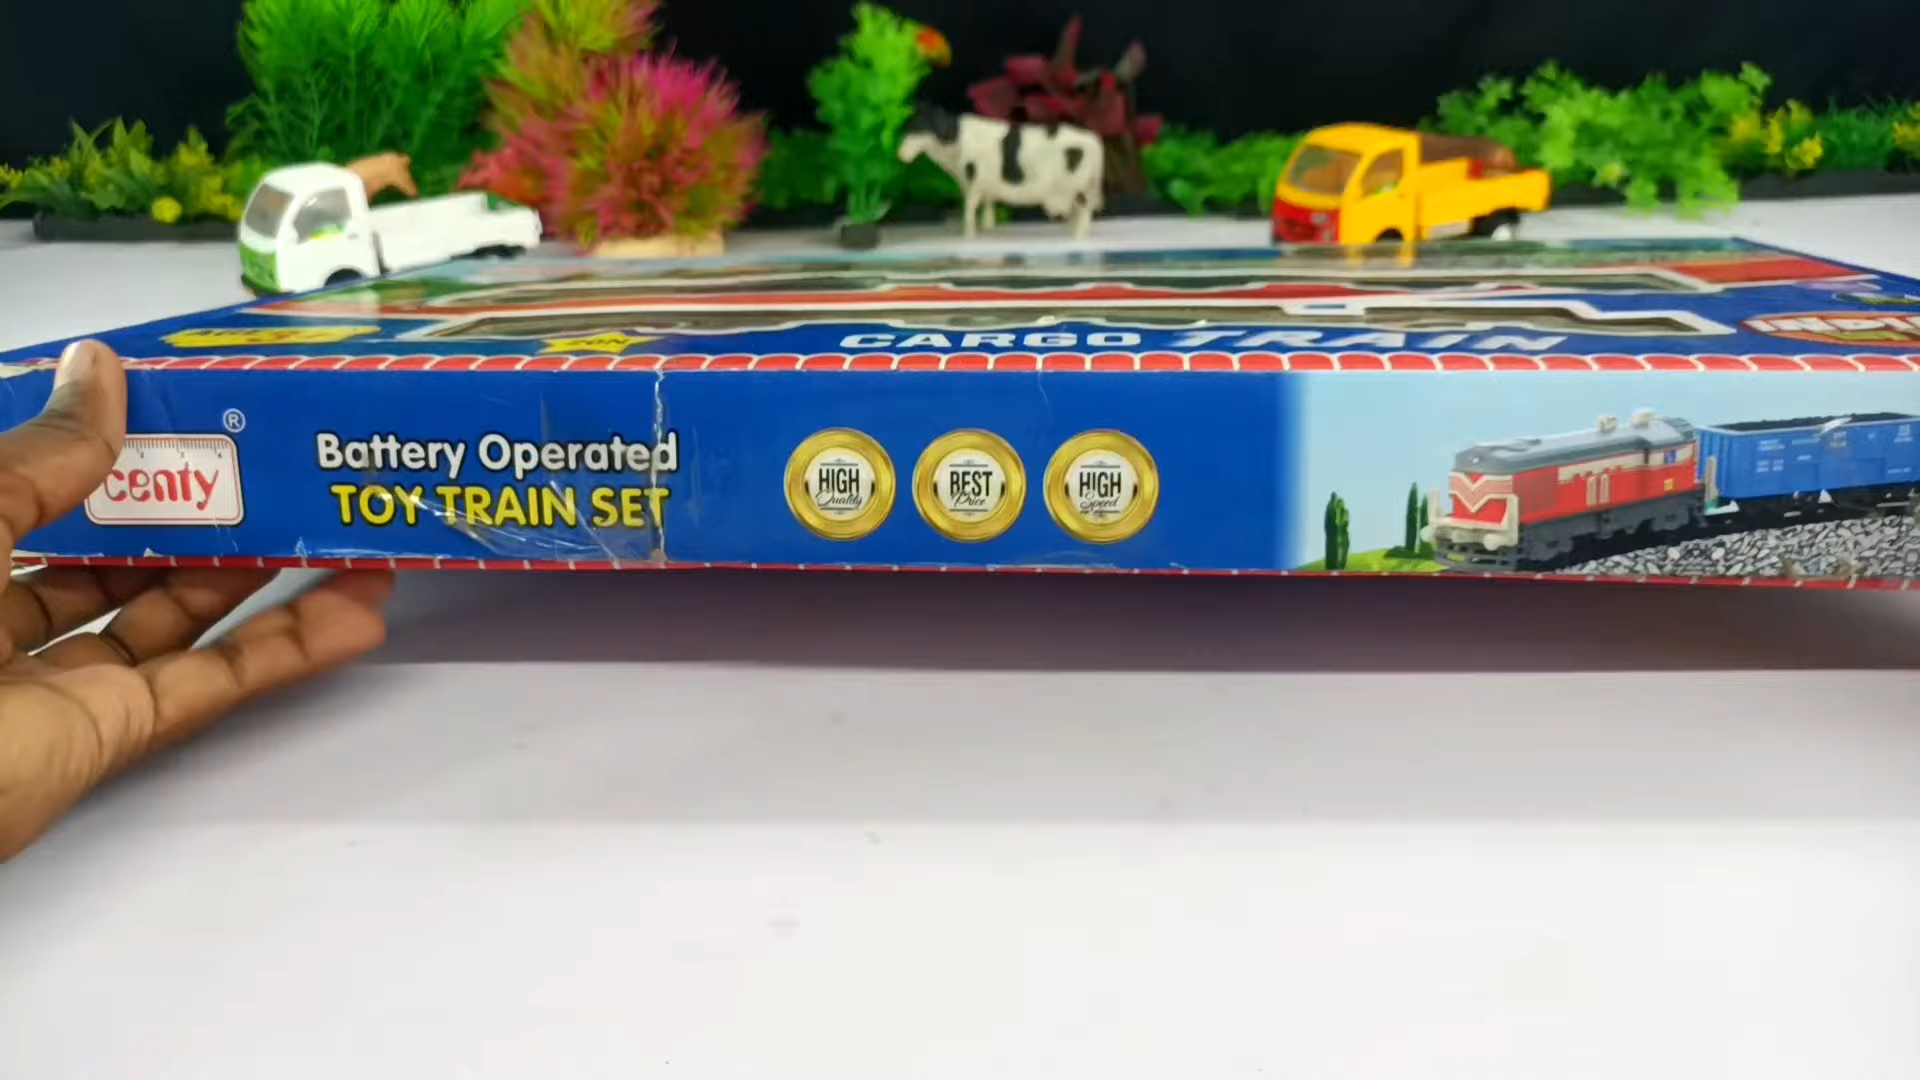 CARGO TRAIN
®
centy
Battery Operated
TOY TRAIN SET
HIGH
Quality
BEST
Price
HIGH
Speed